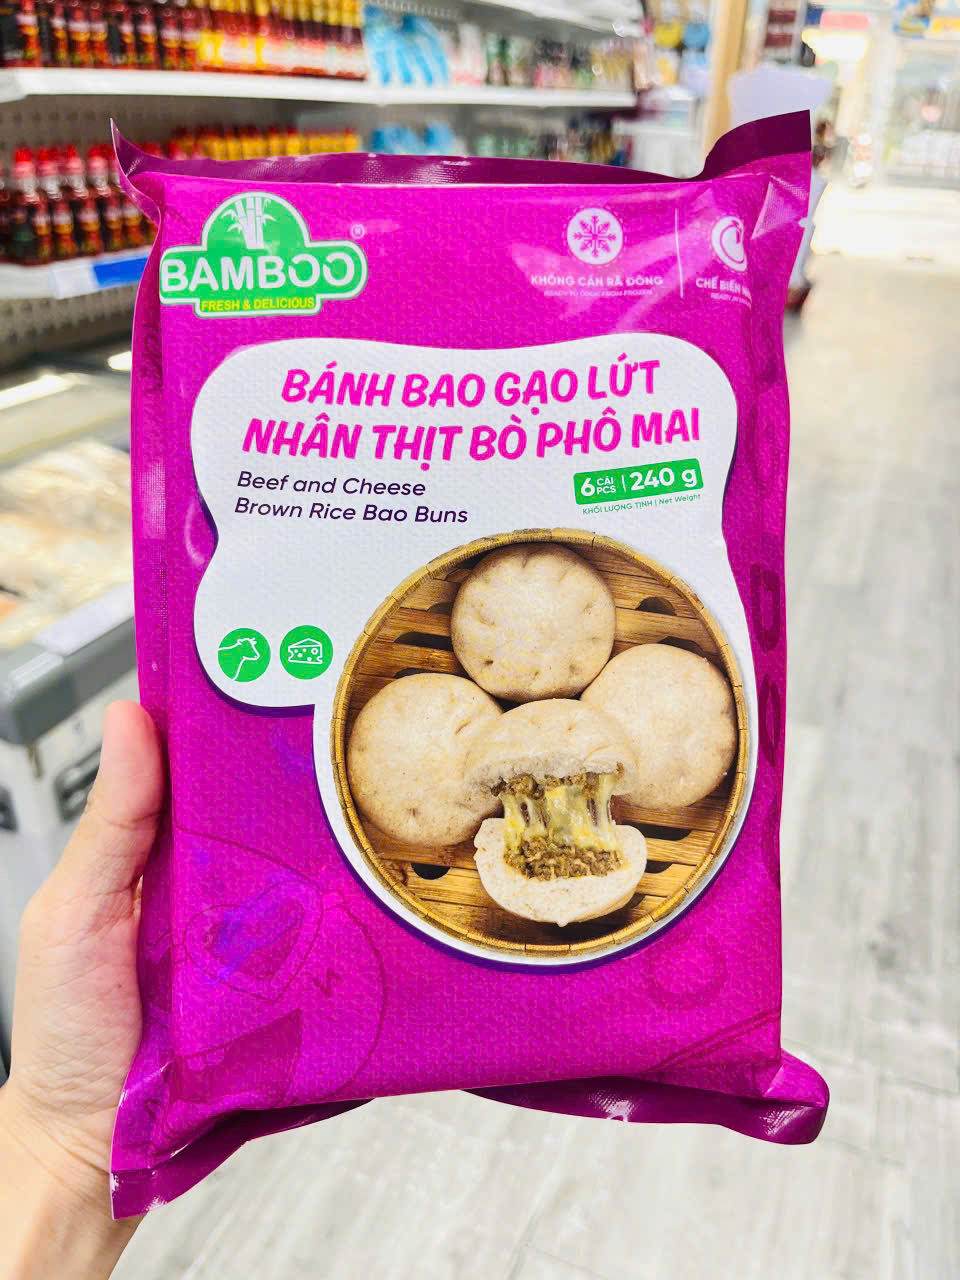 BAMBOO
®
FRESH & DELICIOUS
KHÔNG CẦN RÃ ĐÔNG
READY TO COOK FROM FROZEN
CHẾ BIẾN
READY
BÁNH BAO GẠO LỨT
NHÂN THỊT BÒ PHÔ MAI
Beef and Cheese
Brown Rice Bao Buns
6 CÁI PCS | 240 g
KHỐI LƯỢNG TỊNH | Net Weight